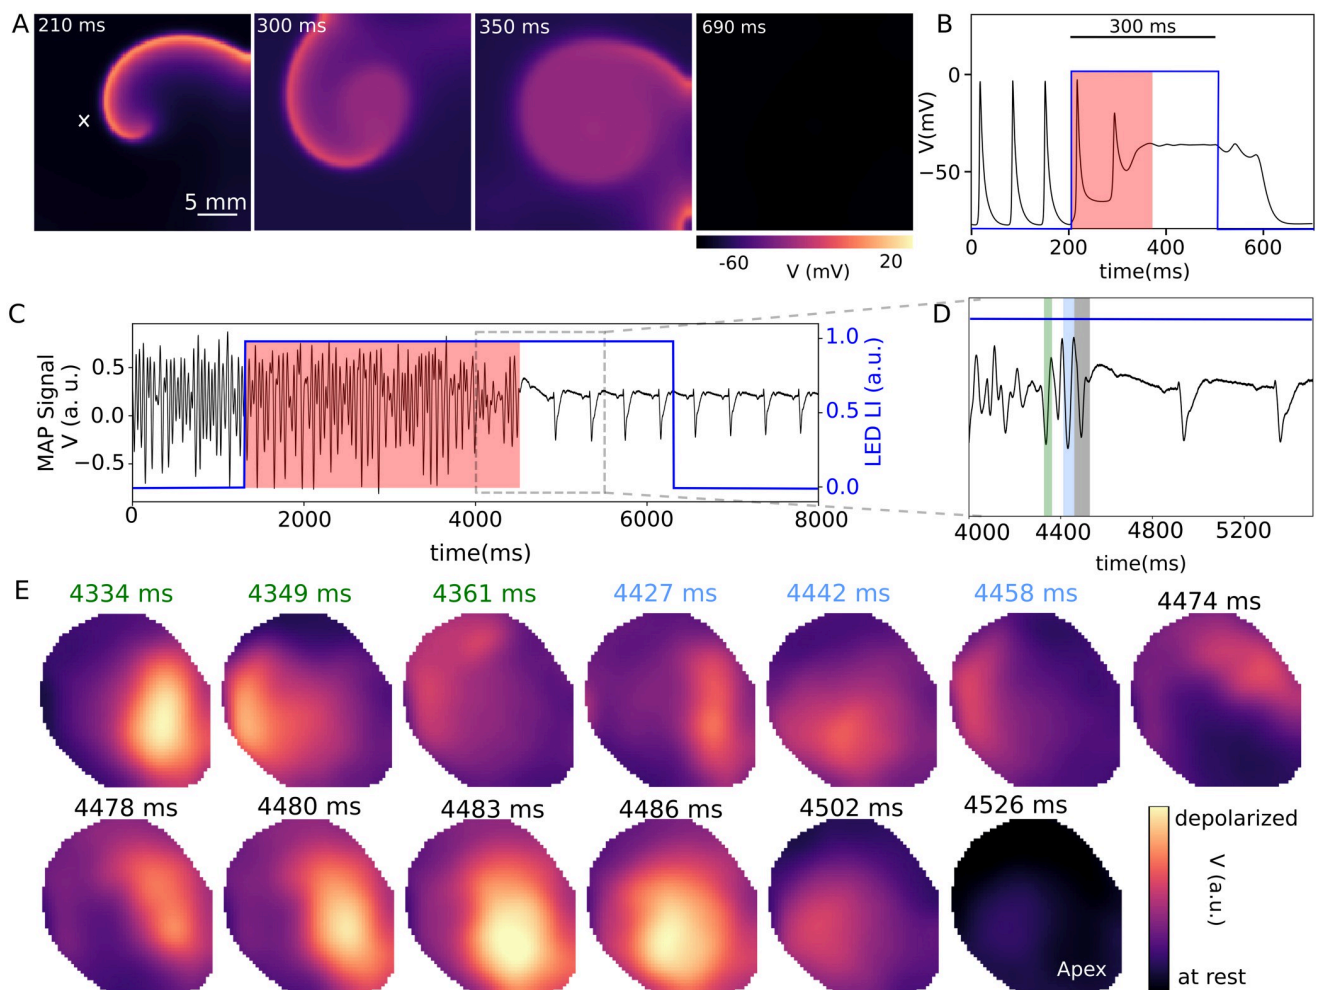 A
210 ms
300 ms
350 ms
690 ms
x
5 mm
-60
20
V (mV)
B
300 ms
0
−50
V(mV)
0
200
400
600
time(ms)
C
0.5
0.0
−0.5
MAP Signal
V (a. u.)
1.0
0.5
0.0
LED LI (a.u.)
0
2000
4000
6000
8000
time(ms)
D
4000
4400
4800
5200
time(ms)
E
4334 ms
4349 ms
4361 ms
4427 ms
4442 ms
4458 ms
4474 ms
4478 ms
4480 ms
4483 ms
4486 ms
4502 ms
4526 ms
Apex
depolarized
V (a.u.)
at rest